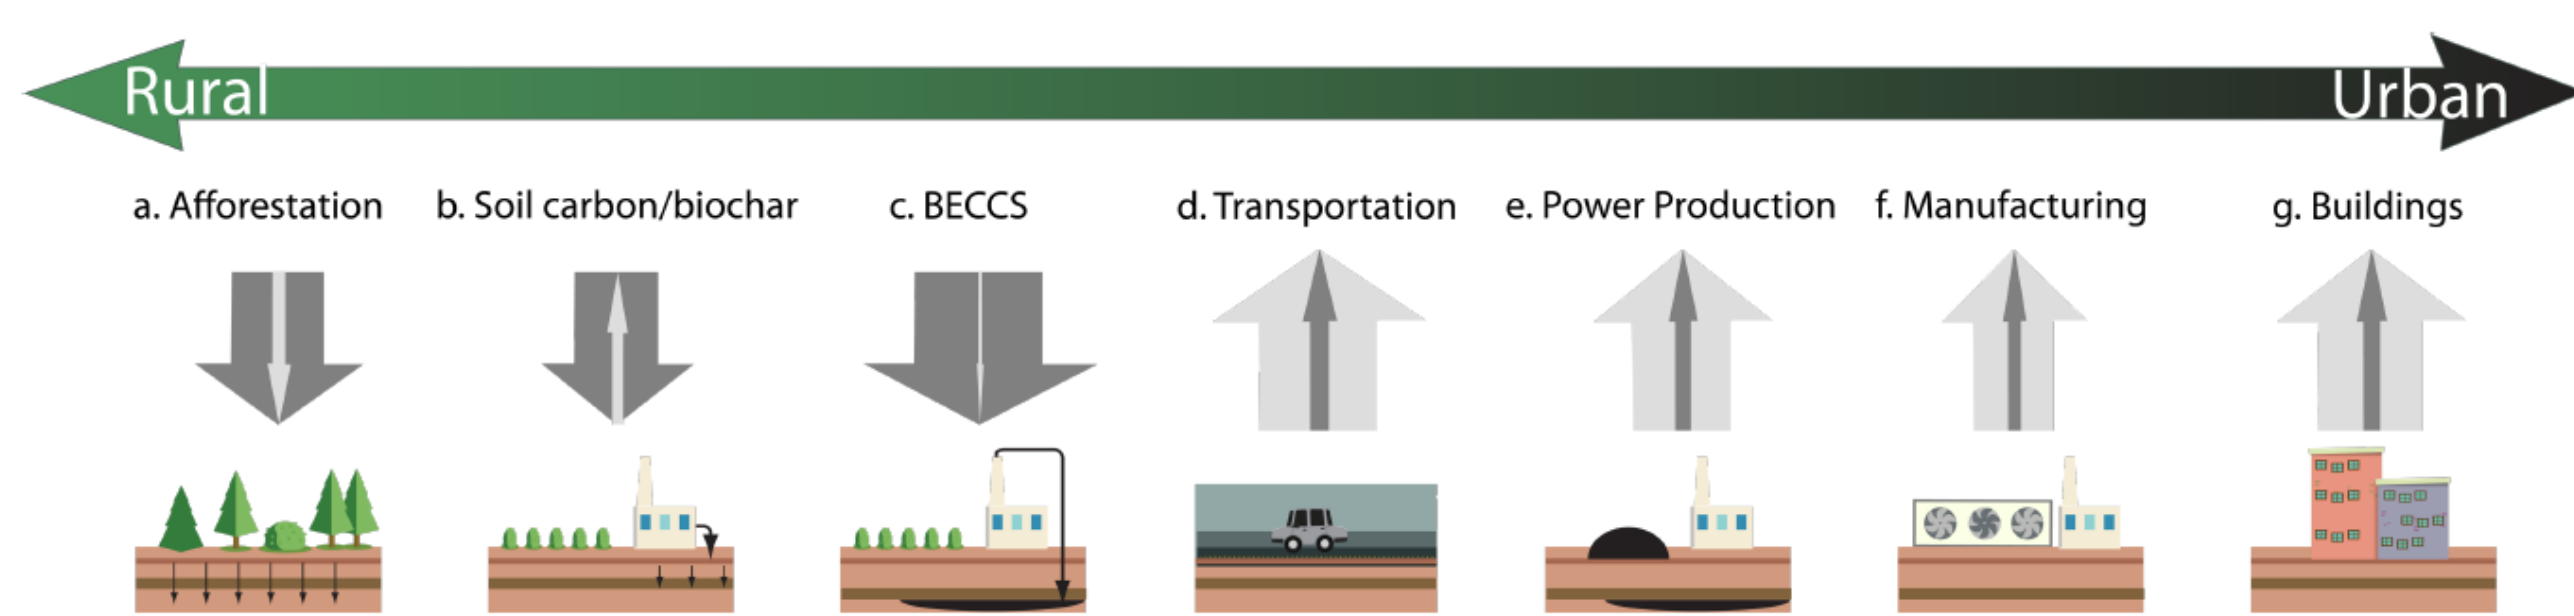 Rural Urban
a. Afforestation b. Soil carbon/biochar c. BECCS d. Transportation e. Power Production f. Manufacturing g. Buildings